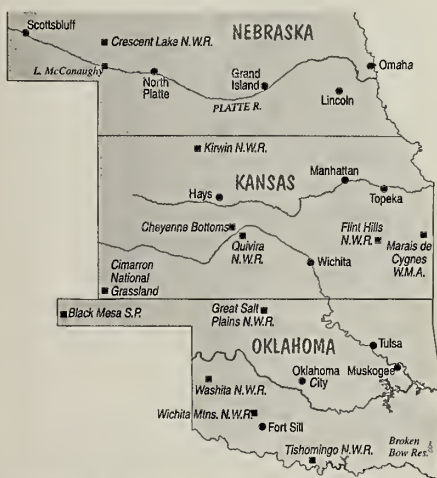 Scottsbluff
NEBRASKA
Crescent Lake N.W.R.
L. McConaughy
North
Platte
Grand
Island
Omaha
PLATTE R.
Lincoln
Kirwin N.W.R.
Manhattan
Hays
KANSAS
Topeka
Cheyenne Bottoms
Quivira
N.W.R.
Flint Hills
N.W.R.
Marais de
Cygnes
W.M.A.
Wichita
Cimarron
National
Grassland
Black Mesa S.P.
Great Salt
Plains N.W.R.
OKLAHOMA
Tulsa
Oklahoma
City
Muskogee
Washita N.W.R.
Wichita Mtns. N.W.R.
Fort Sill
Broken
Bow Res.
Tishomingo N.W.R.